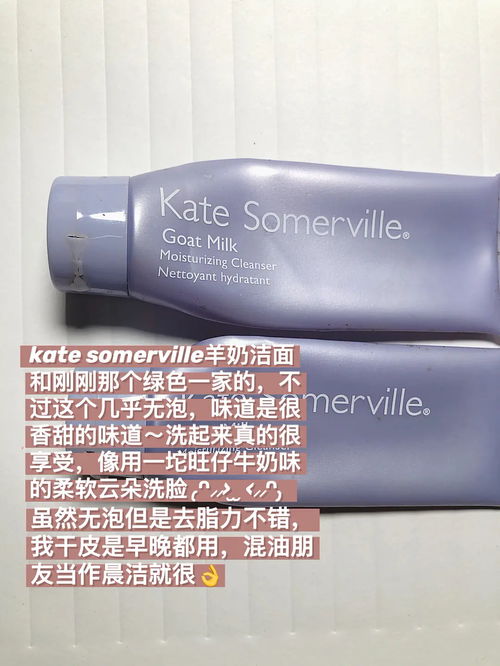 Kate Somerville®
Goat Milk
Moisturizing Cleanser
Nettoyant hydratant
kate somerville羊奶洁面
和刚刚那个绿色一家的，不
过这个几乎无泡，味道是很
香甜的味道～洗起来真的很
享受，像用一坨旺仔牛奶味
的柔软云朵洗脸
虽然无泡但是去脂力不错，
我干皮是早晚都用，混油朋
友当作晨洁就很👌
Kate Somerville®
Moisturizing Cleanser